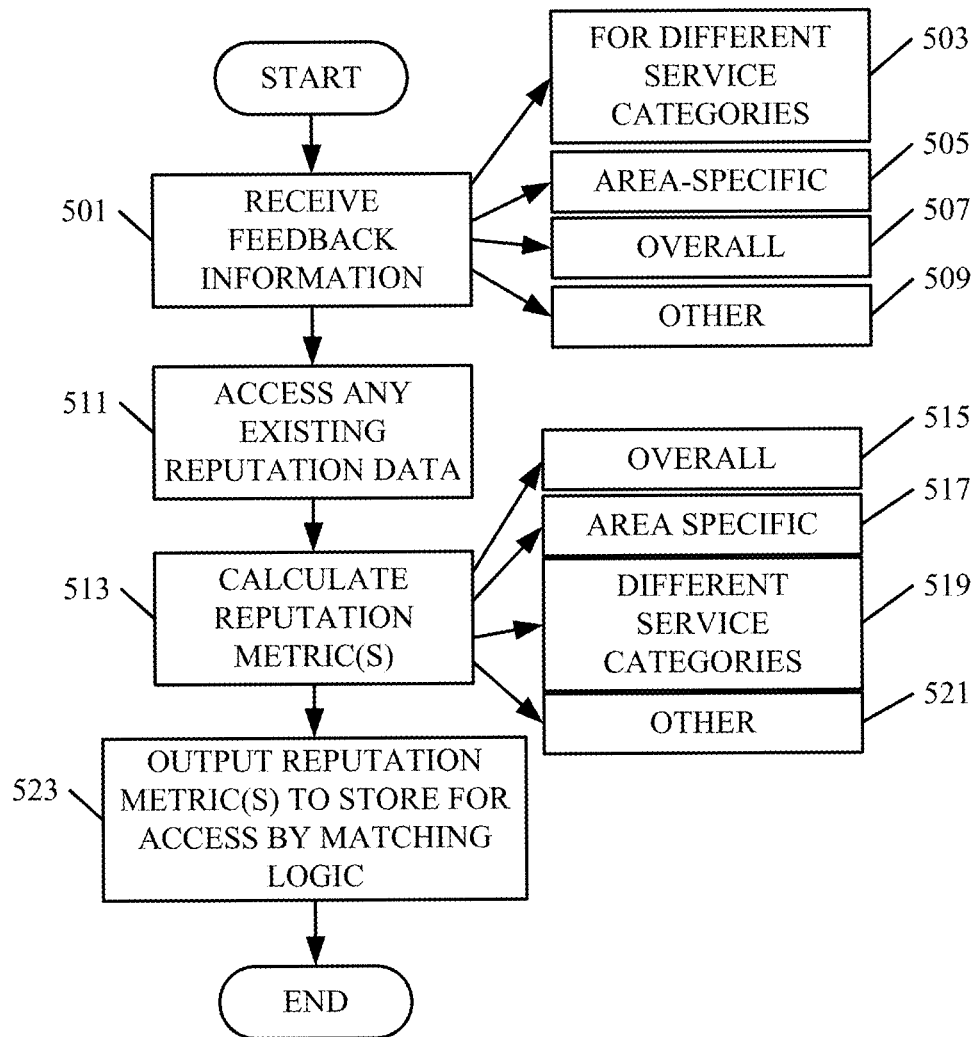 START
501
RECEIVE
FEEDBACK
INFORMATION
FOR DIFFERENT
SERVICE
CATEGORIES
503
AREA-SPECIFIC
505
OVERALL
507
OTHER
509
511
ACCESS ANY
EXISTING
REPUTATION DATA
513
CALCULATE
REPUTATION
METRIC(S)
OVERALL
515
AREA SPECIFIC
517
DIFFERENT
SERVICE
CATEGORIES
519
OTHER
521
523
OUTPUT REPUTATION
METRIC(S) TO STORE FOR
ACCESS BY MATCHING
LOGIC
END